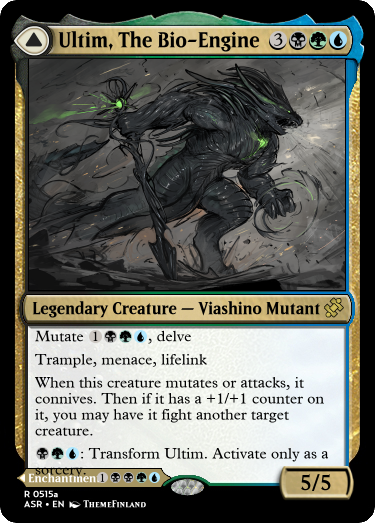 Ultim, The Bio-Engine 3
Legendary Creature — Viashino Mutant
Mutate 1, delve
Trample, menace, lifelink
When this creature mutates or attacks, it
connives. Then if it has a +1/+1 counter on
it, you may have it fight another target
creature.
: Transform Ultim. Activate only as a
sorcery.
Enchantment 1
5/5
R 0515a
ASR • EN ThemeFinland